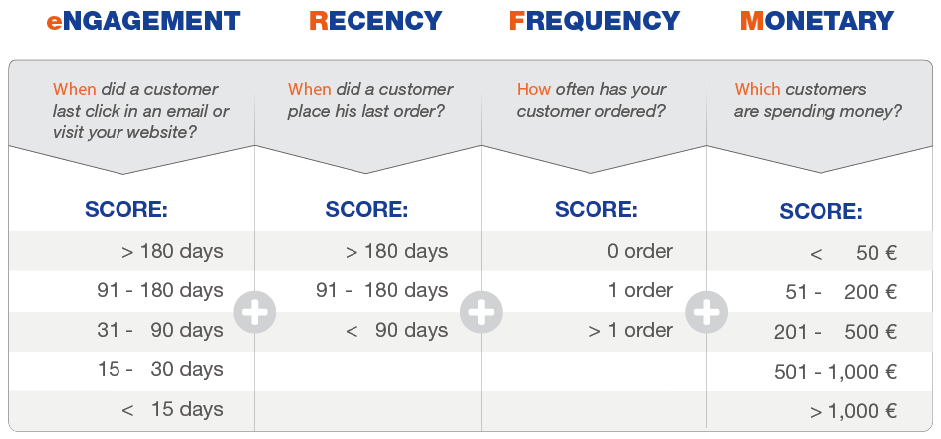 eNGAGEMENT
RECENCY
FREQUENCY
MONETARY
When did a customer
last click in an email or
visit your website?
When did a customer
place his last order?
How often has your
customer ordered?
Which customers
are spending money?
SCORE:
SCORE:
SCORE:
SCORE:
> 180 days
> 180 days
0 order
< 50 €
91 - 180 days
91 - 180 days
1 order
51 - 200 €
31 - 90 days
< 90 days
> 1 order
201 - 500 €
15 - 30 days
501 - 1,000 €
< 15 days
> 1,000 €